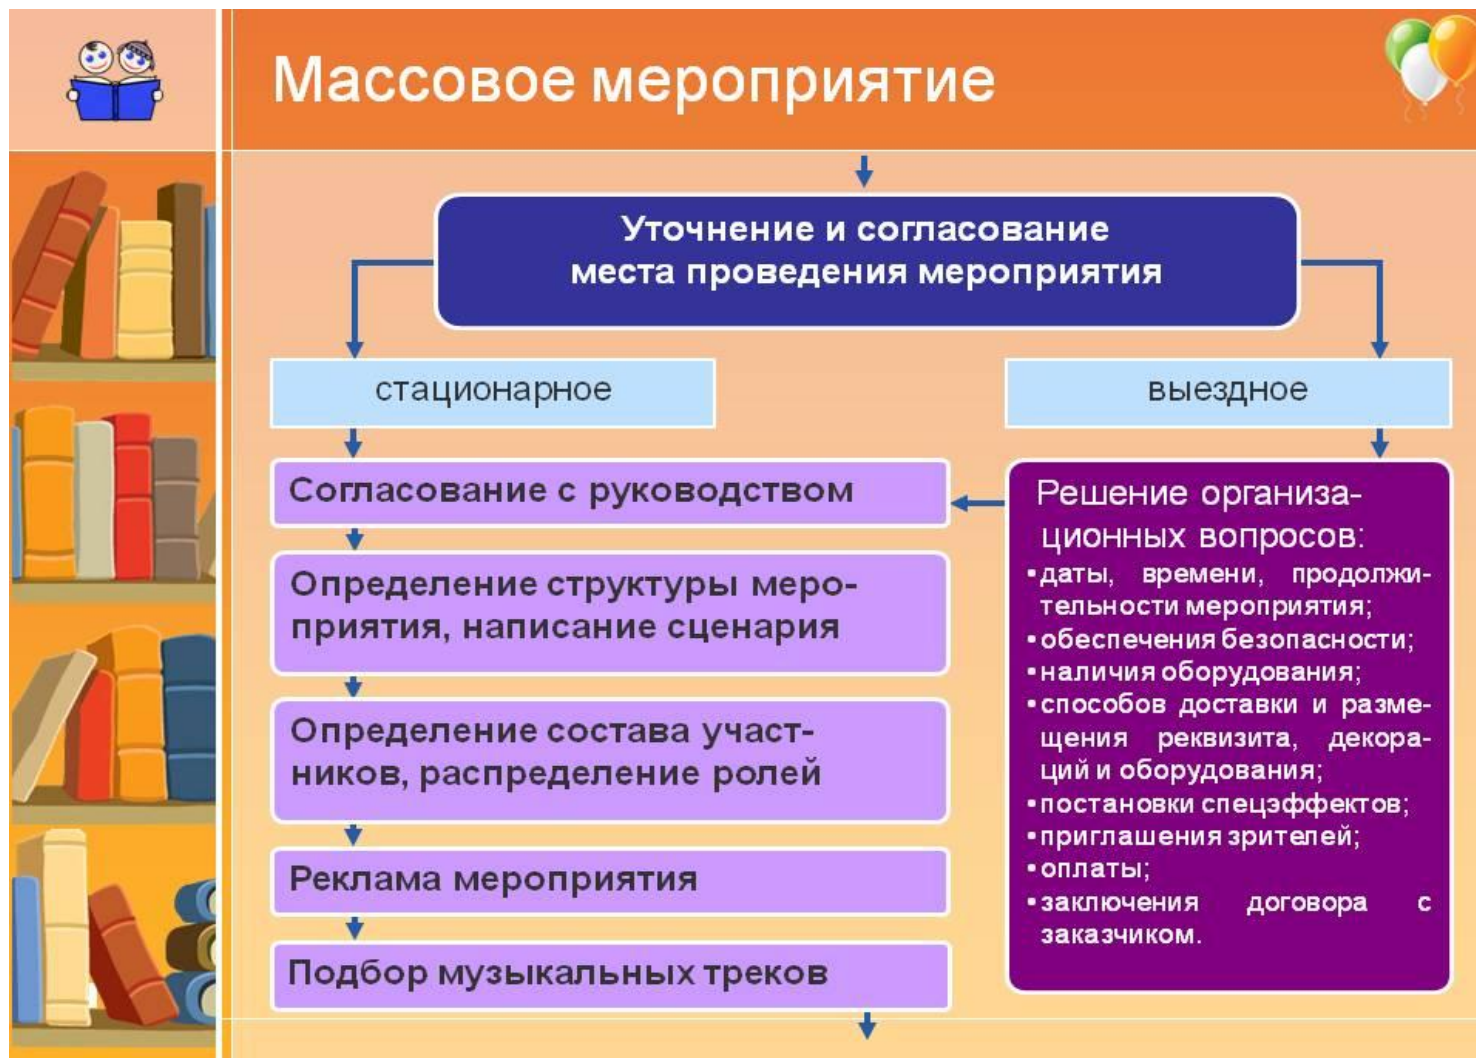 Массовое мероприятие
Уточнение и согласование
места проведения мероприятия
стационарное
выездное
Согласование с руководством
Определение структуры меро-
приятия, написание сценария
Определение состава участ-
ников, распределение ролей
Реклама мероприятия
Подбор музыкальных треков
Решение организа-
ционных вопросов:
•даты, времени, продолжи-
тельности мероприятия;
•обеспечения безопасности;
•наличия оборудования;
•способов доставки и разме-
щения реквизита, декора-
ций и оборудования;
•постановки спецэффектов;
•приглашения зрителей;
•оплаты;
•заключения договора с
заказчиком.